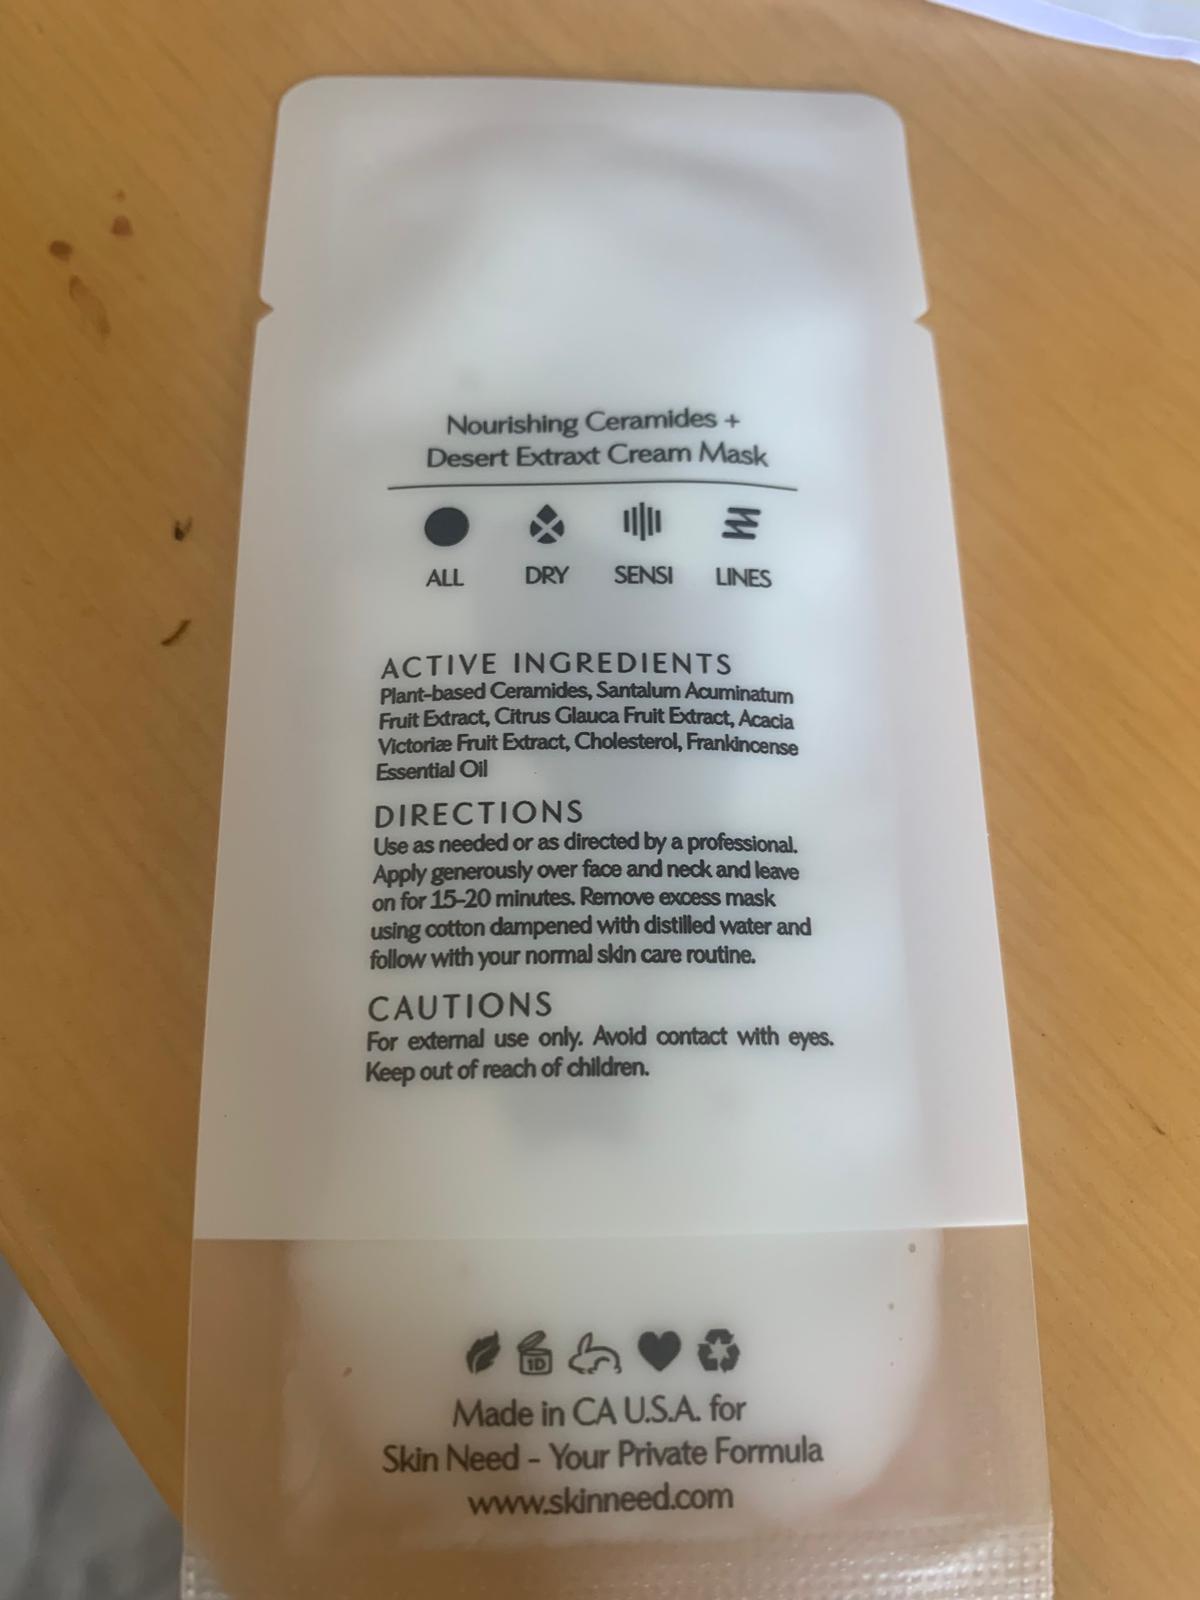 Nourishing Ceramides +
Desert Extraxt Cream Mask
ALL DRY SENSI LINES
ACTIVE INGREDIENTS
Plant-based Ceramides, Santalum Acuminatum
Fruit Extract, Citrus Glauca Fruit Extract, Acacia
Victoriæ Fruit Extract, Cholesterol, Frankincense
Essential Oil
DIRECTIONS
Use as needed or as directed by a professional.
Apply generously over face and neck and leave
on for 15-20 minutes. Remove excess mask
using cotton dampened with distilled water and
follow with your normal skin care routine.
CAUTIONS
For external use only. Avoid contact with eyes.
Keep out of reach of children.
1D
Made in CA U.S.A. for
Skin Need - Your Private Formula
www.skinneed.com